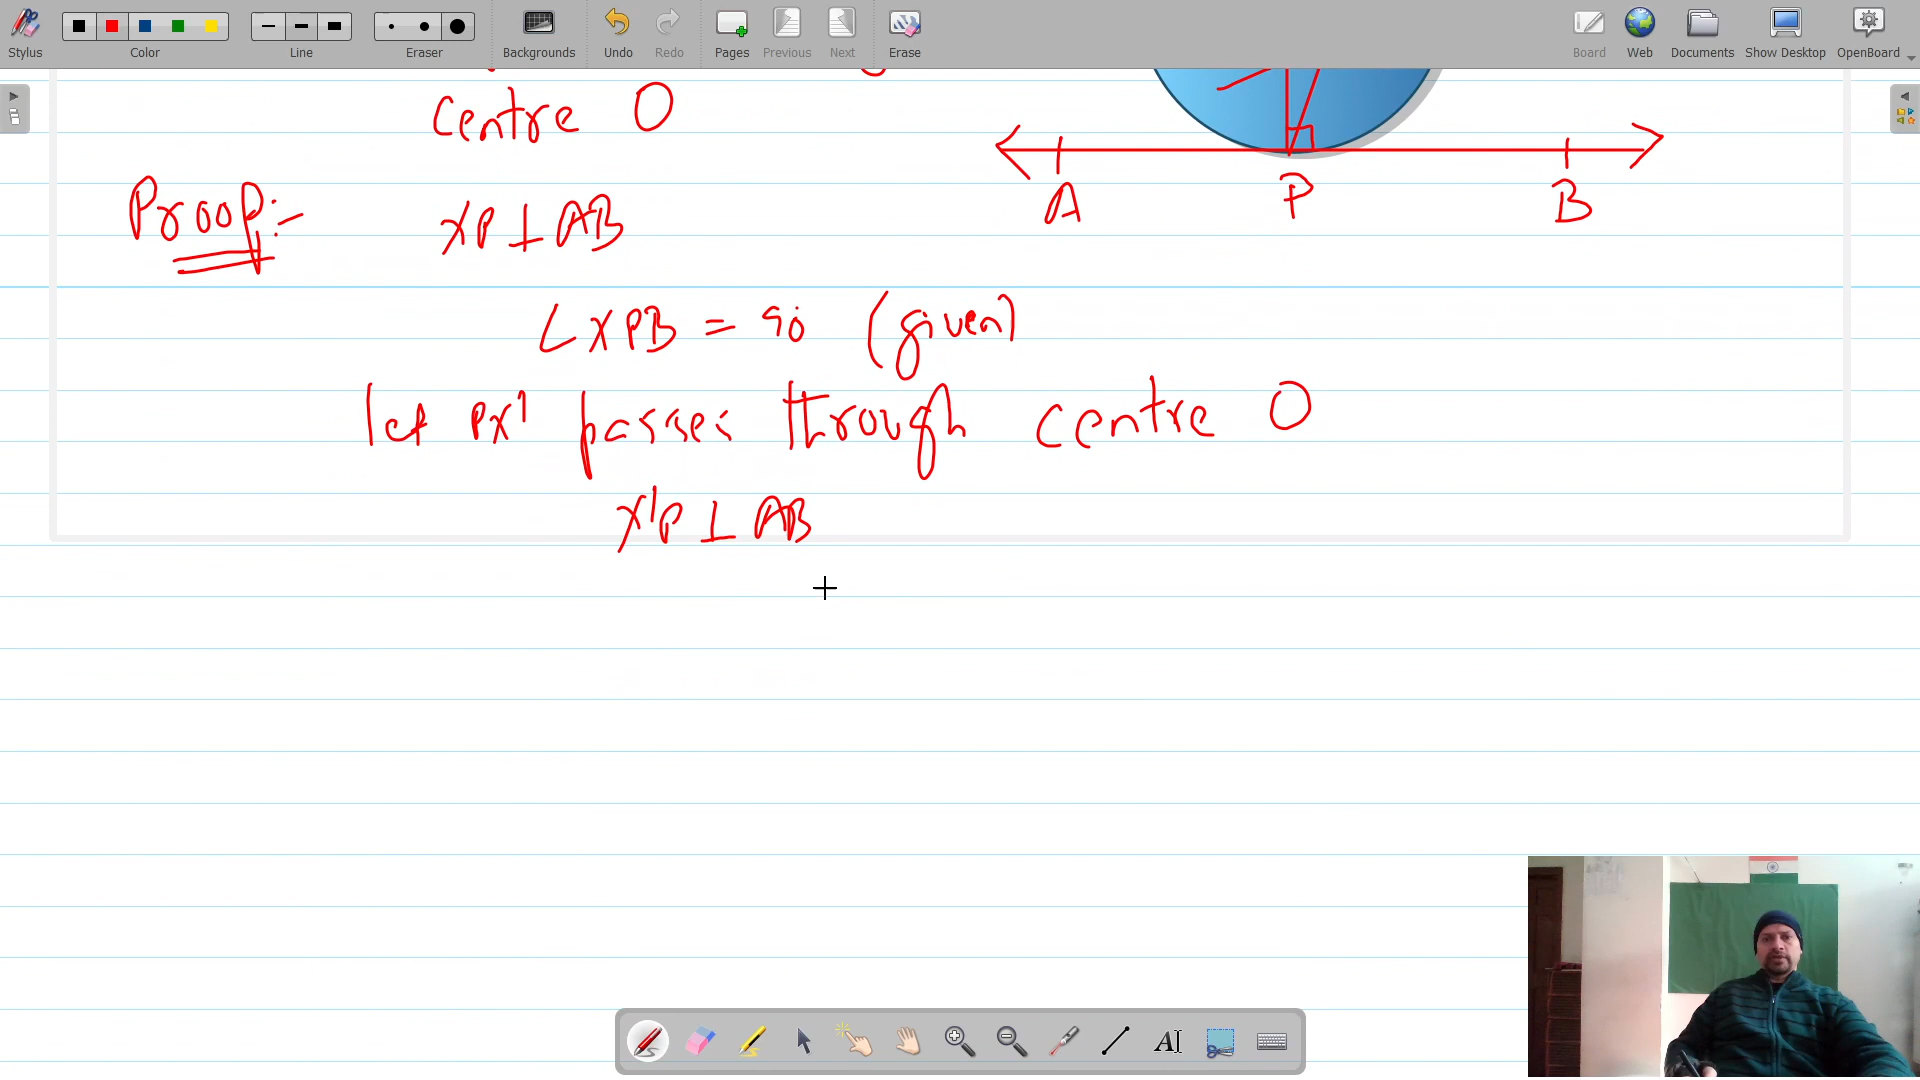 Stylus Color Line Eraser Backgrounds Undo Redo Pages Previous Next Erase Board Web Documents Show Desktop OpenBoard
centre O
A P B
Proop:-
XP ⊥ AB
∠XPB = 90 (given)
let PX' passes through centre O
X'P ⊥ AB